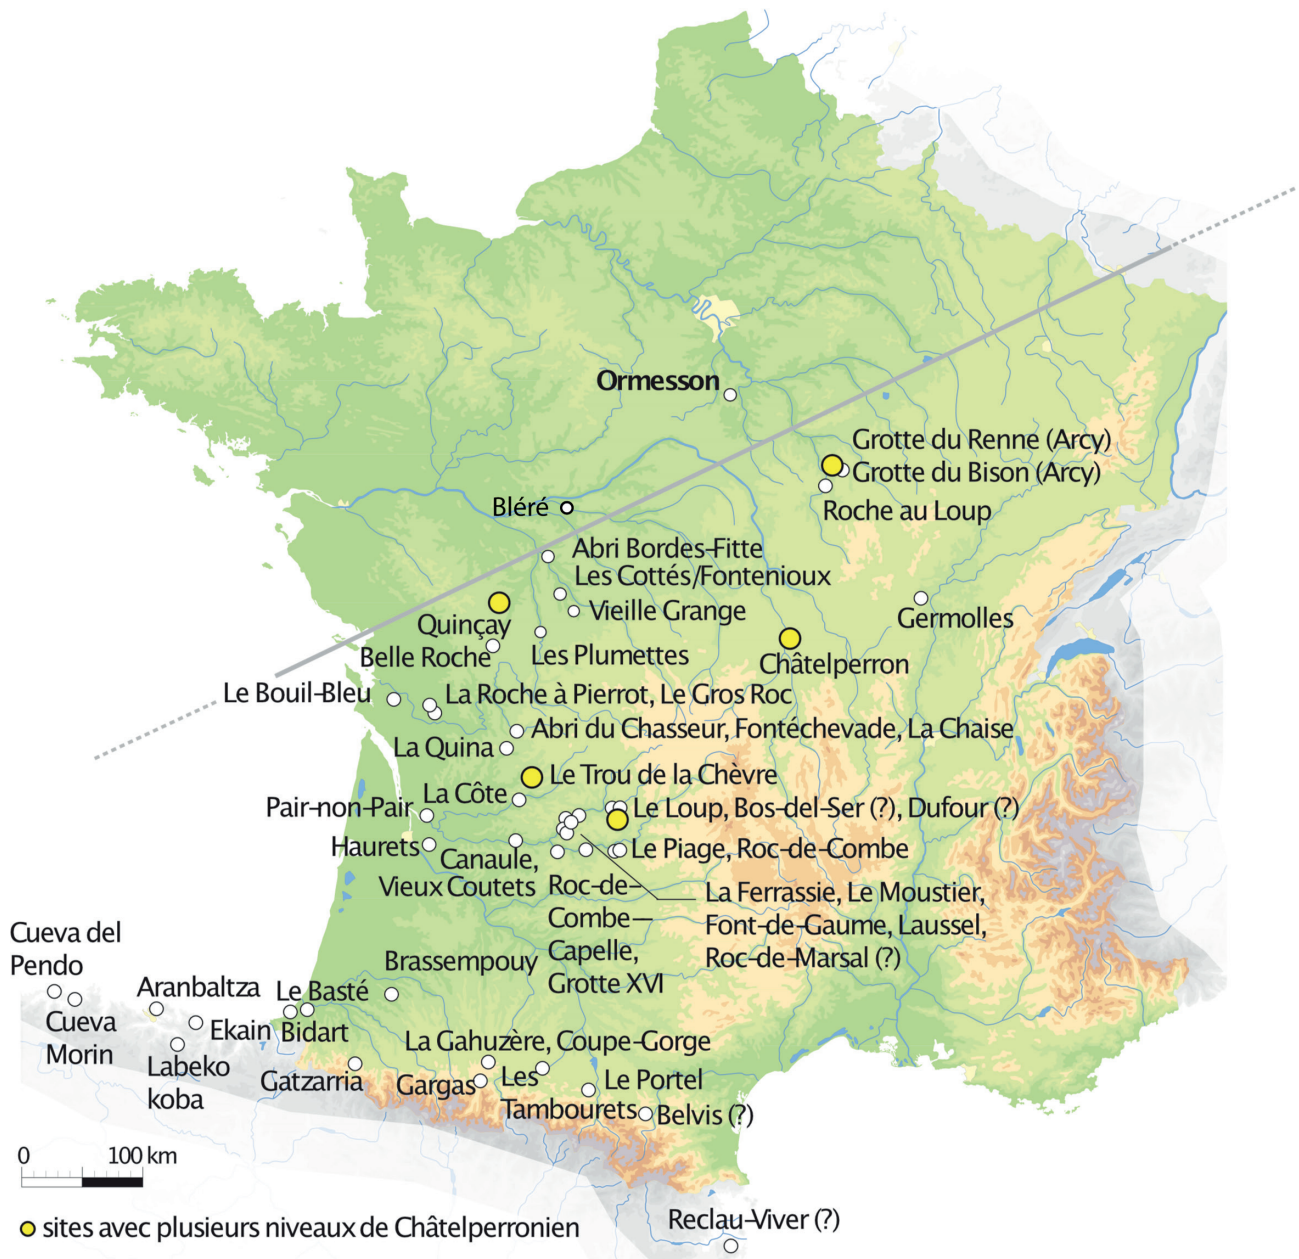 Ormesson
Grotte du Renne (Arcy)
Grotte du Bison (Arcy)
Roche au Loup
Bléré
Abri Bordes-Fitte
Les Cottés/Fontenioux
Vieille Grange
Germolles
Quinçay
Belle Roche
Les Plumettes
Châtelperron
Le Bouil-Bleu
La Roche à Pierrot, Le Gros Roc
Abri du Chasseur, Fontéchevade, La Chaise
La Quina
Le Trou de la Chèvre
La Côte
Pair-non-Pair
Le Loup, Bos-del-Ser (?), Dufour (?)
Haurets
Canaule,
Vieux Coutets
Le Piage, Roc-de-Combe
Roc-de-
Combe-
Capelle,
Grotte XVI
La Ferrassie, Le Moustier,
Font-de-Gaume, Laussel,
Roc-de-Marsal (?)
Cueva del
Pendo
Brassempouy
Aranbaltza
Le Basté
Cueva
Morin
Ekain
Bidart
Labeko
koba
La Gahuzère, Coupe-Gorge
Gatzarria
Gargas
Les
Tambourets
Le Portel
Belvis (?)
0 100 km
Reclau-Viver (?)
sites avec plusieurs niveaux de Châtelperronien